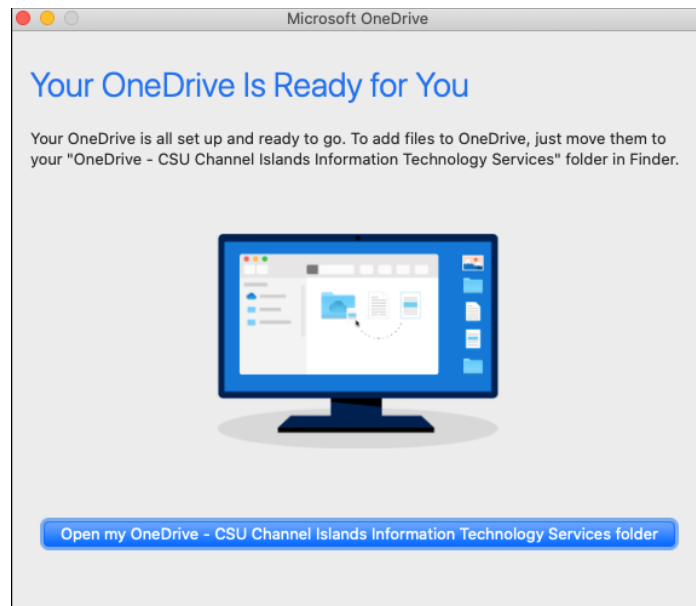 Microsoft OneDrive
Your OneDrive Is Ready for You
Your OneDrive is all set up and ready to go. To add files to OneDrive, just move them to
your "OneDrive - CSU Channel Islands Information Technology Services" folder in Finder.
Open my OneDrive - CSU Channel Islands Information Technology Services folder